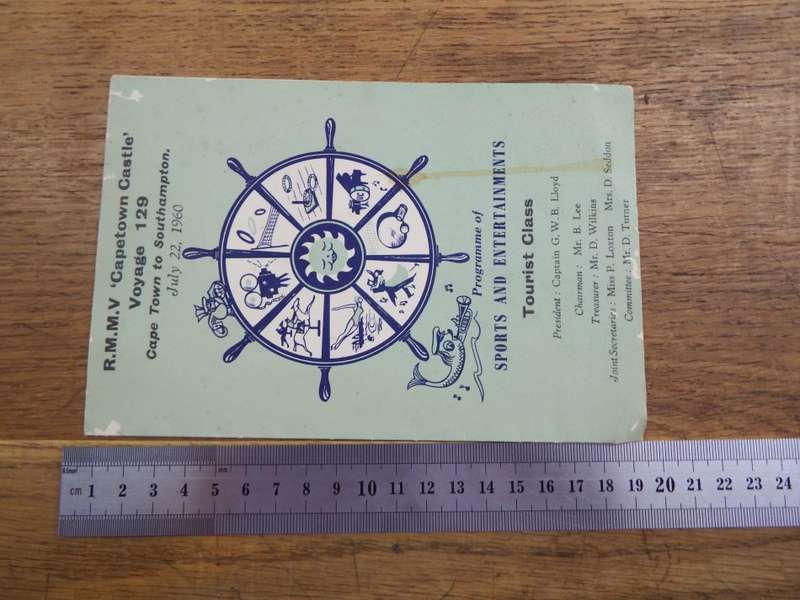 R.M.M.V 'Capetown Castle'
Voyage 129
Cape Town to Southampton.
July 22, 1960
Programme of
SPORTS AND ENTERTAINMENTS
Tourist Class
President: Captain G. W. B. Lloyd
Chairman: Mr. B. Lee
Treasurer: Mr. D. Wilkins
Joint Secretaries: Miss P. Loxton Mrs. D. Seddon
Committee: Mr. D. Turner
0.5mm mm
cm 1 2 3 4 5 6 7 8 9 10 11 12 13 14 15 16 17 18 19 20 21 22 23 24